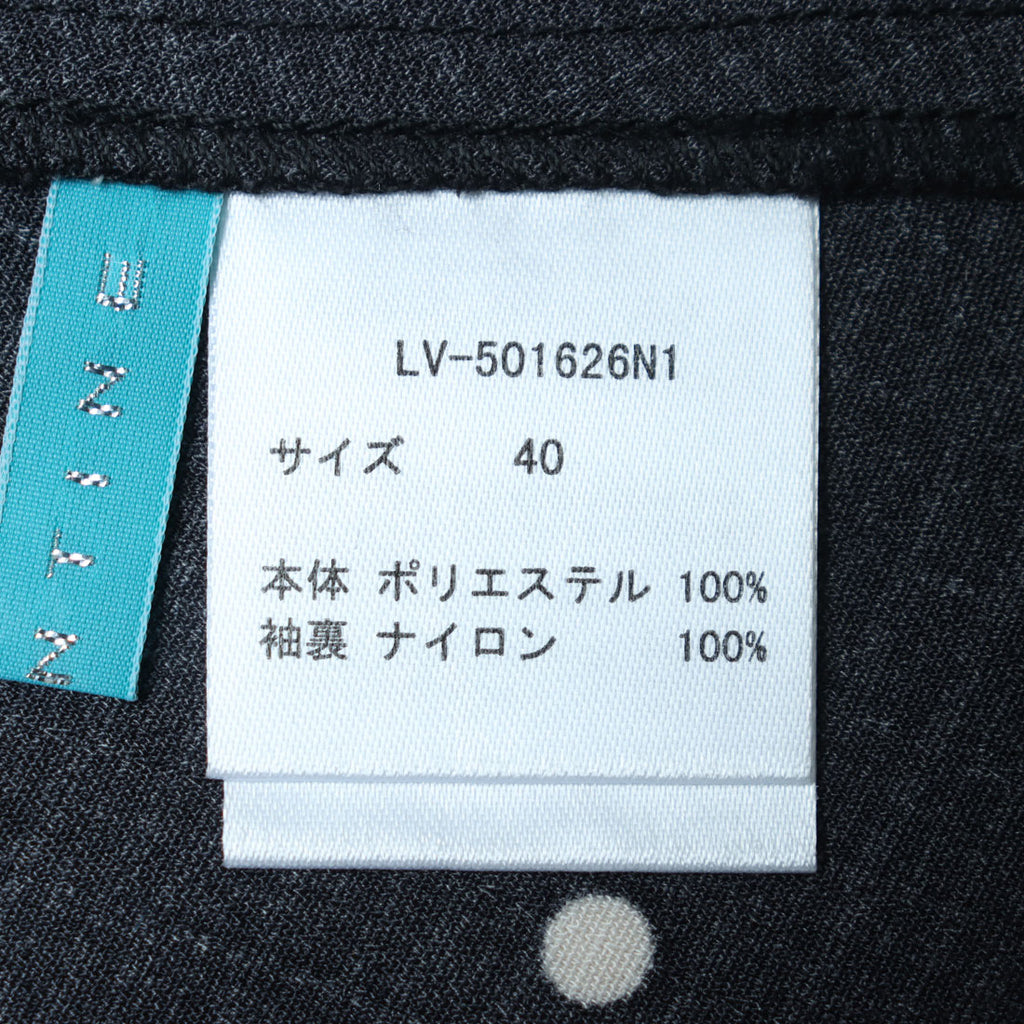 NTINE
LV-501626N1
サイズ 40
本体 ポリエステル 100%
袖裏 ナイロン 100%